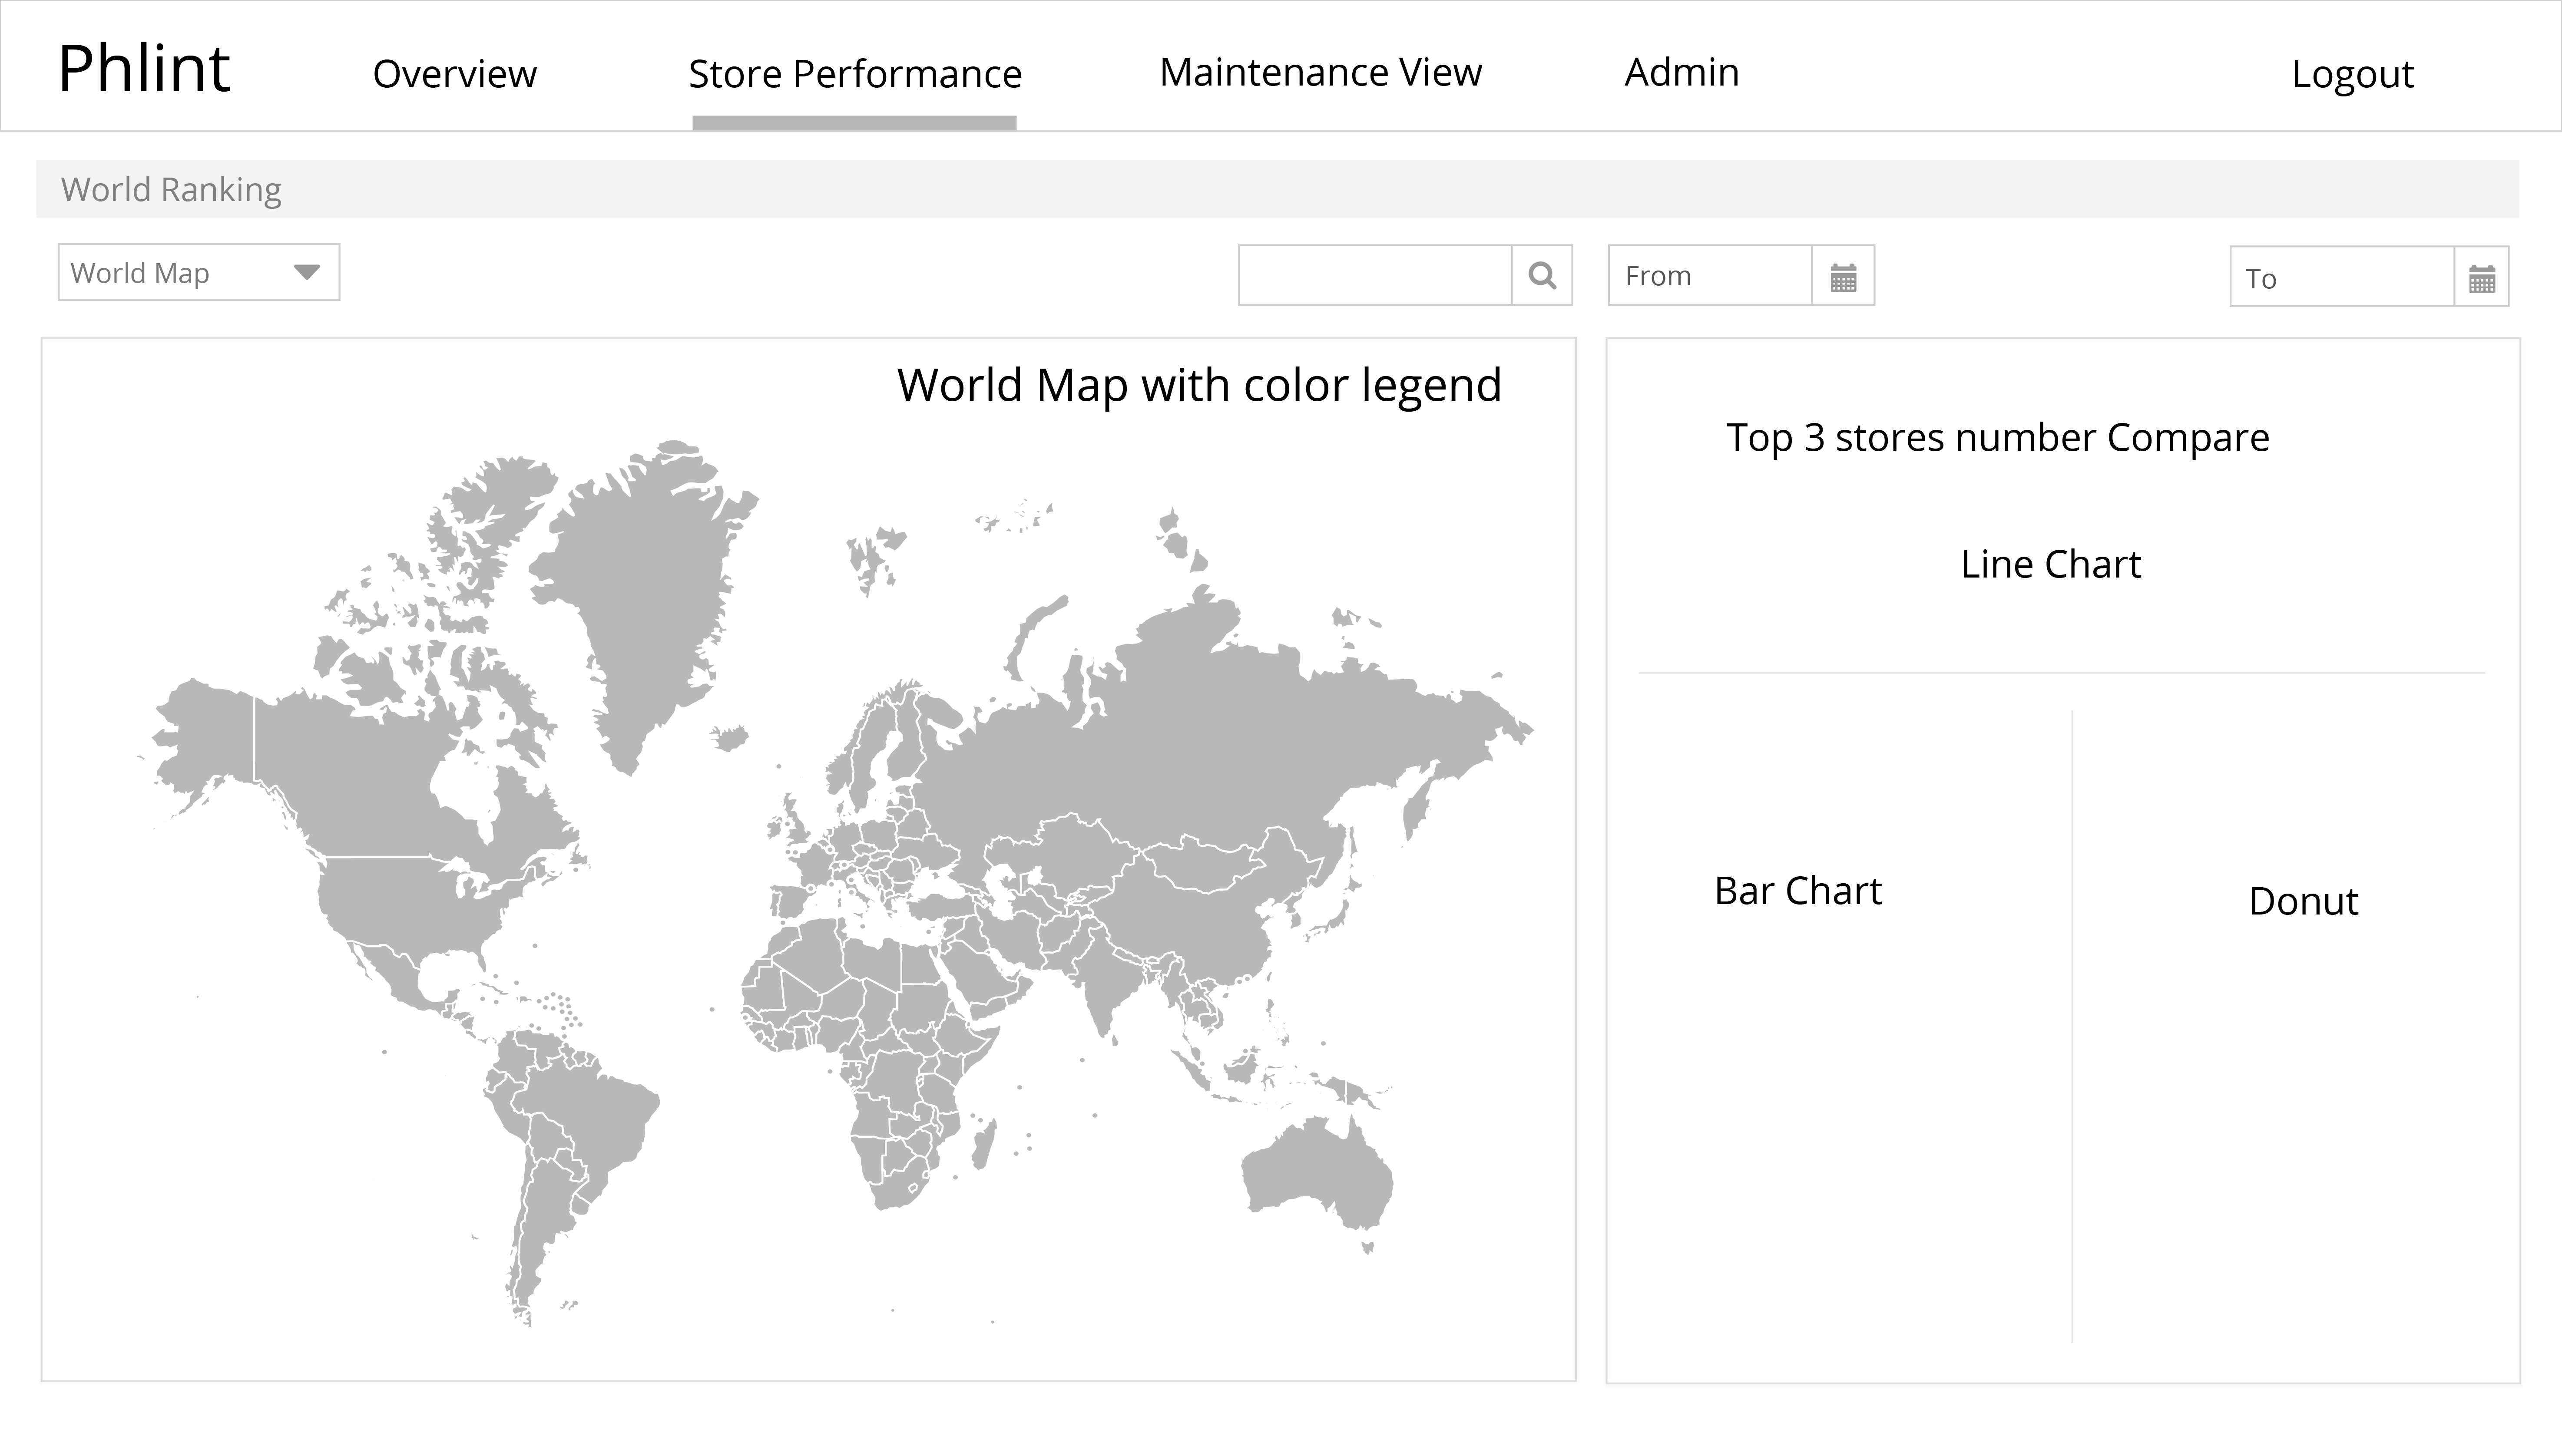 Phlint
Overview
Store Performance
Maintenance View
Admin
Logout
World Ranking
World Map
From
To
World Map with color legend
Top 3 stores number Compare
Line Chart
Bar Chart
Donut